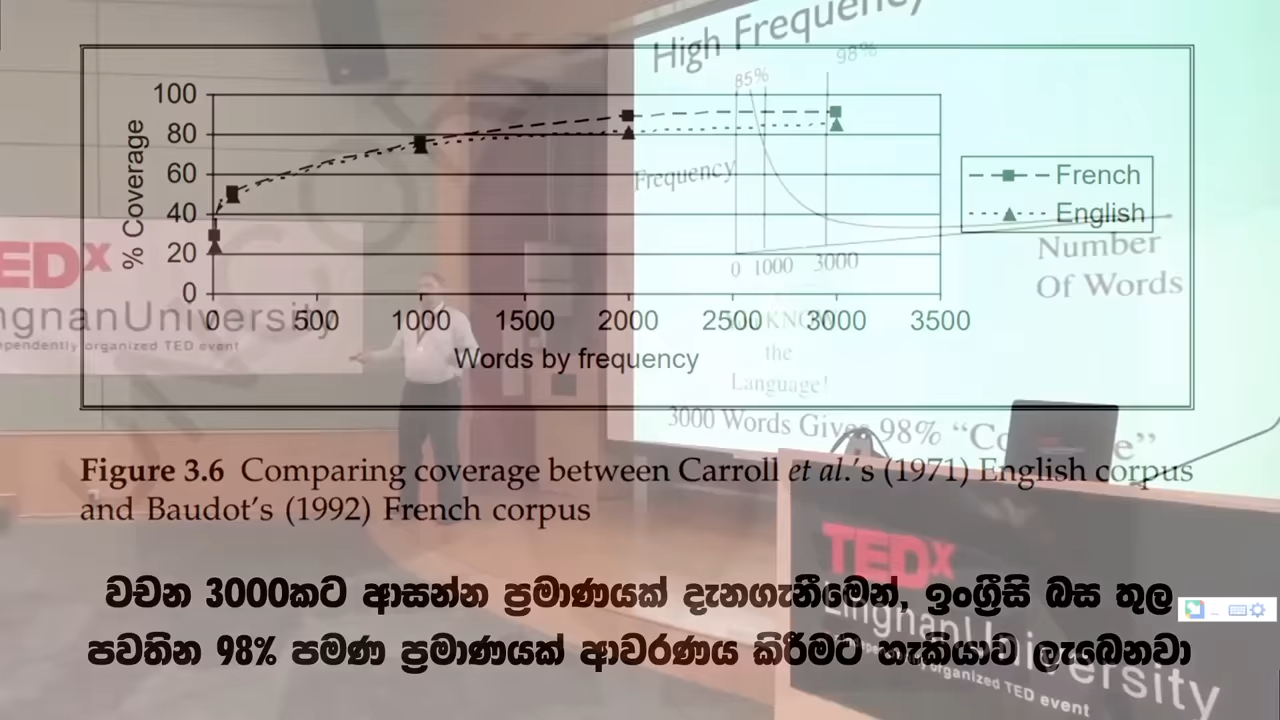 High Frequency
85%
98%
100
80
60
40
20
0
% Coverage
0 500 1000 1500 2000 2500 3000 3500
Words by frequency
French
English
Frequency
0 1000 3000
Number
Of Words
the
Language!
3000 Words Gives 98%
TEDx
LingnanUniversity
independently organized TED event
Figure 3.6 Comparing coverage between Carroll et al.'s (1971) English corpus
and Baudot's (1992) French corpus
TEDx
LingnanUniversity
TED event
වචන 3000කට ආසන්න ප්‍රමාණයක් දැනගැනීමෙන්, ඉංග්‍රීසි බස තුල
පවතින 98% පමණ ප්‍රමාණයක් ආවරණය කිරීමට හැකියාව ලැබෙනවා